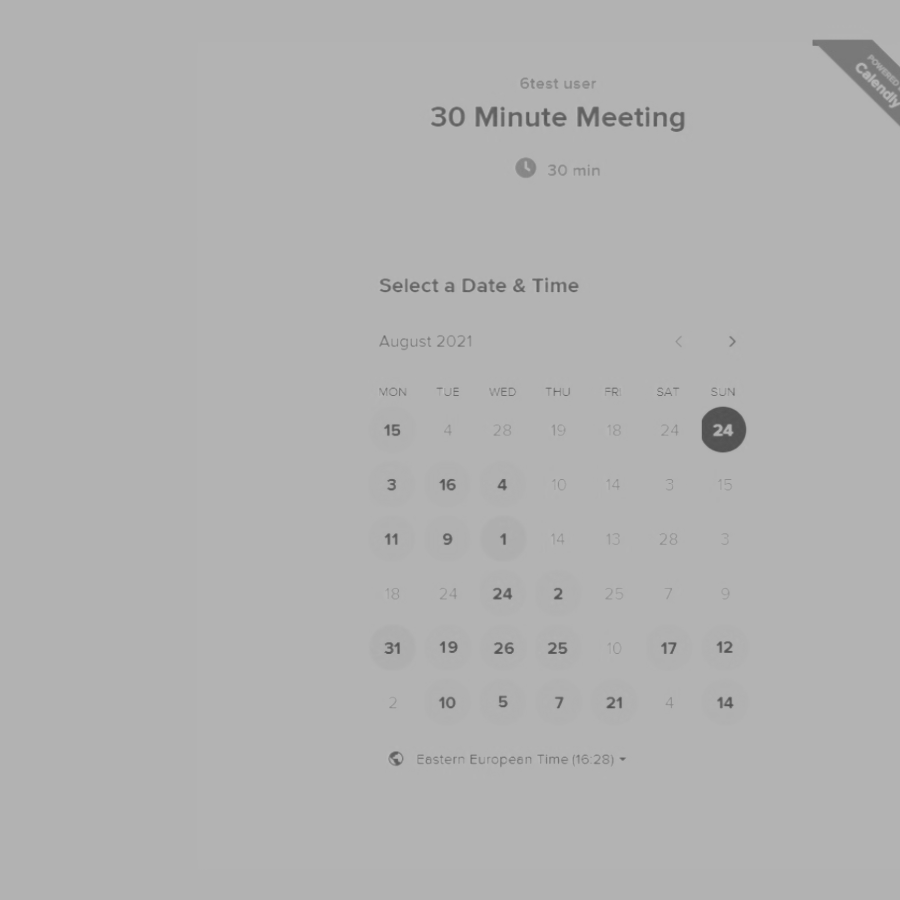 POWERED
Calendly
6test user
30 Minute Meeting
30 min
Select a Date & Time
August 2021
MON TUE WED THU FRI SAT SUN
15 4 28 19 18 24 24
3 16 4 10 14 3 15
11 9 1 14 13 28 3
18 24 24 2 25 7 9
31 19 26 25 10 17 12
2 10 5 7 21 4 14
Eastern European Time (16:28)